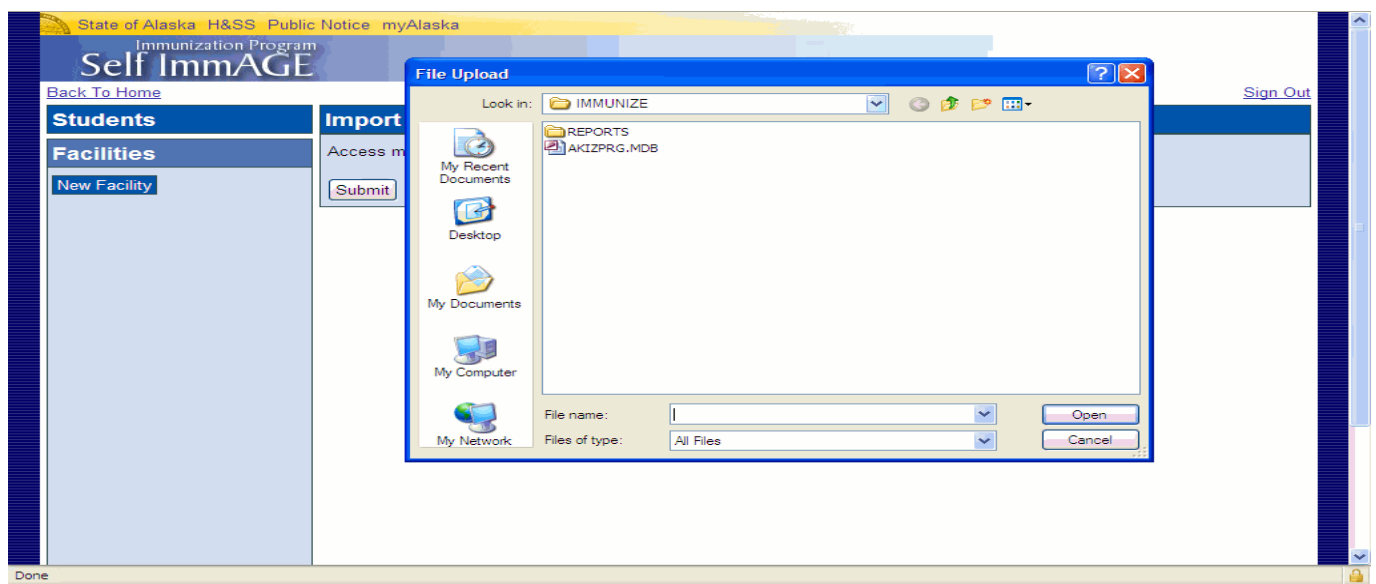 State of Alaska H&SS Public Notice myAlaska
Immunization Program
Self ImmAGE
Back To Home
Sign Out
Students
Facilities
New Facility
Import
Access m
Submit
File Upload
Look in: IMMUNIZE
REPORTS
AKIZPRG.MDB
My Recent
Documents
Desktop
My Documents
My Computer
My Network
File name:
Open
Files of type: All Files
Cancel
Done